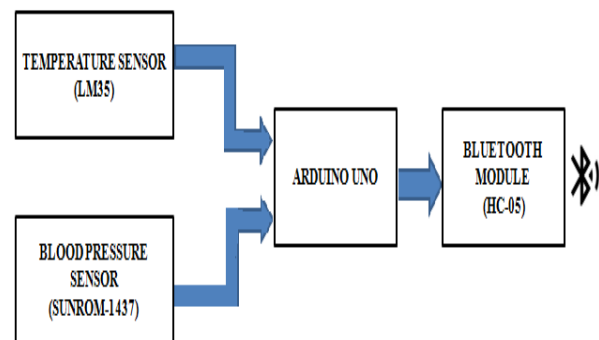 TEMPERATURE SENSOR
(LM35)
BLOOD PRESSURE
SENSOR
(SUNROM-1437)
ARDUINO UNO
BLUETOOTH
MODULE
(HC-05)